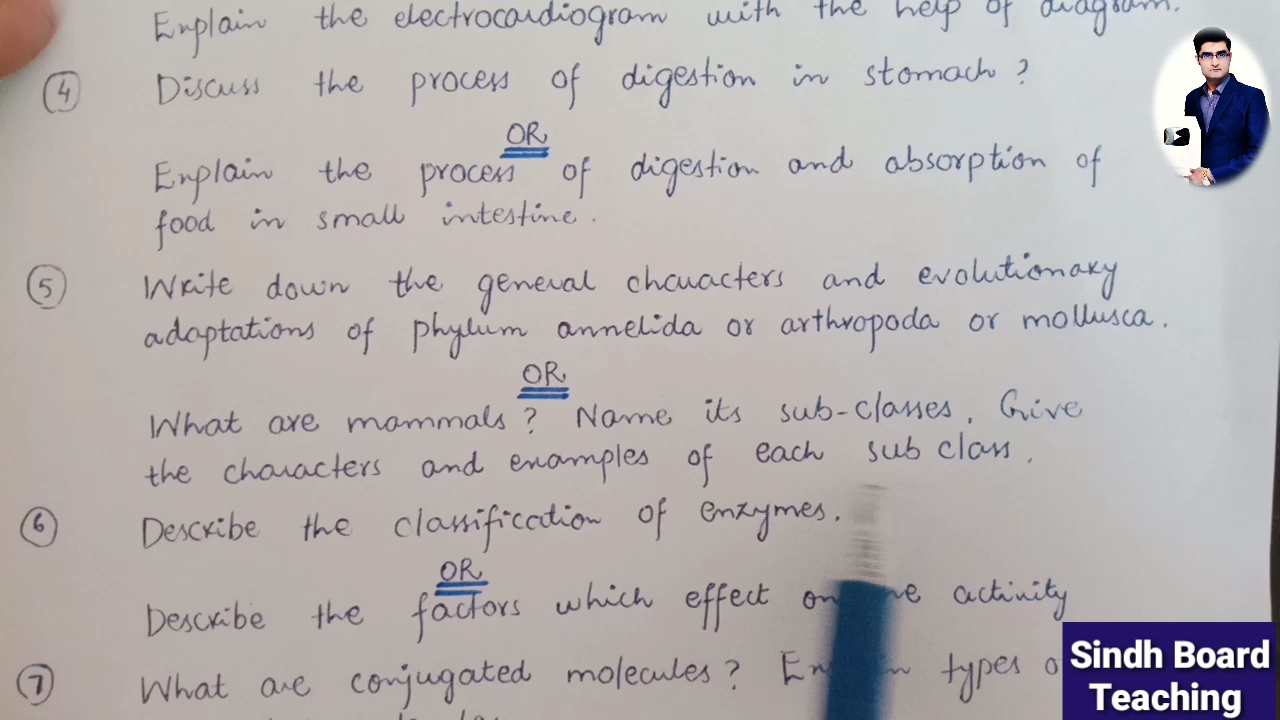 Explain the electrocardiogram with the help of diagram.
④ Discuss the process of digestion in stomach ?
OR
Explain the process of digestion and absorption of
food in small intestine.
⑤ Write down the general characters and evolutionary
adaptations of phylum annelida or arthropoda or mollusca.
OR
What are mammals ? Name its sub-classes. Give
the characters and examples of each sub class.
⑥ Describe the classification of enzymes.
OR
Describe the factors which effect on activity
⑦ What are conjugated molecules ? types
Sindh Board
Teaching